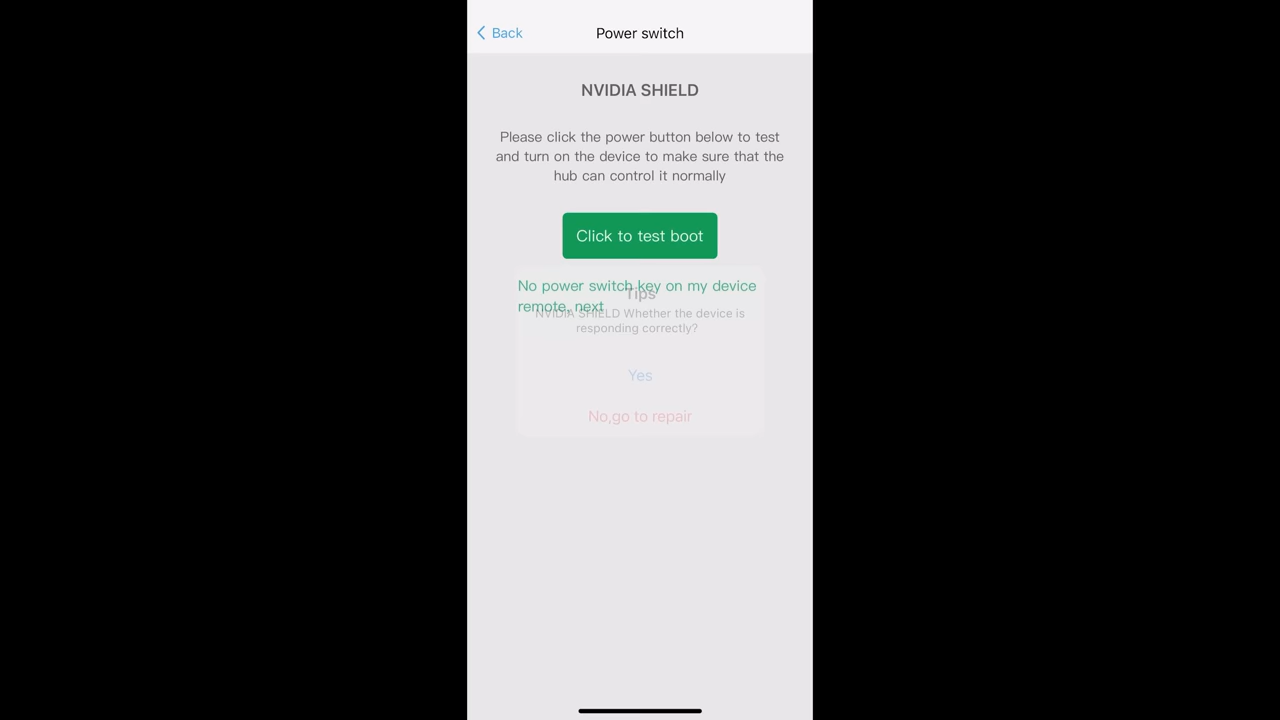 Back
Power switch
NVIDIA SHIELD
Please click the power button below to test
and turn on the device to make sure that the
hub can control it normally
Click to test boot
No power switch key on my device
remote, next
Tips
NVIDIA SHIELD Whether the device is
responding correctly?
Yes
No,go to repair